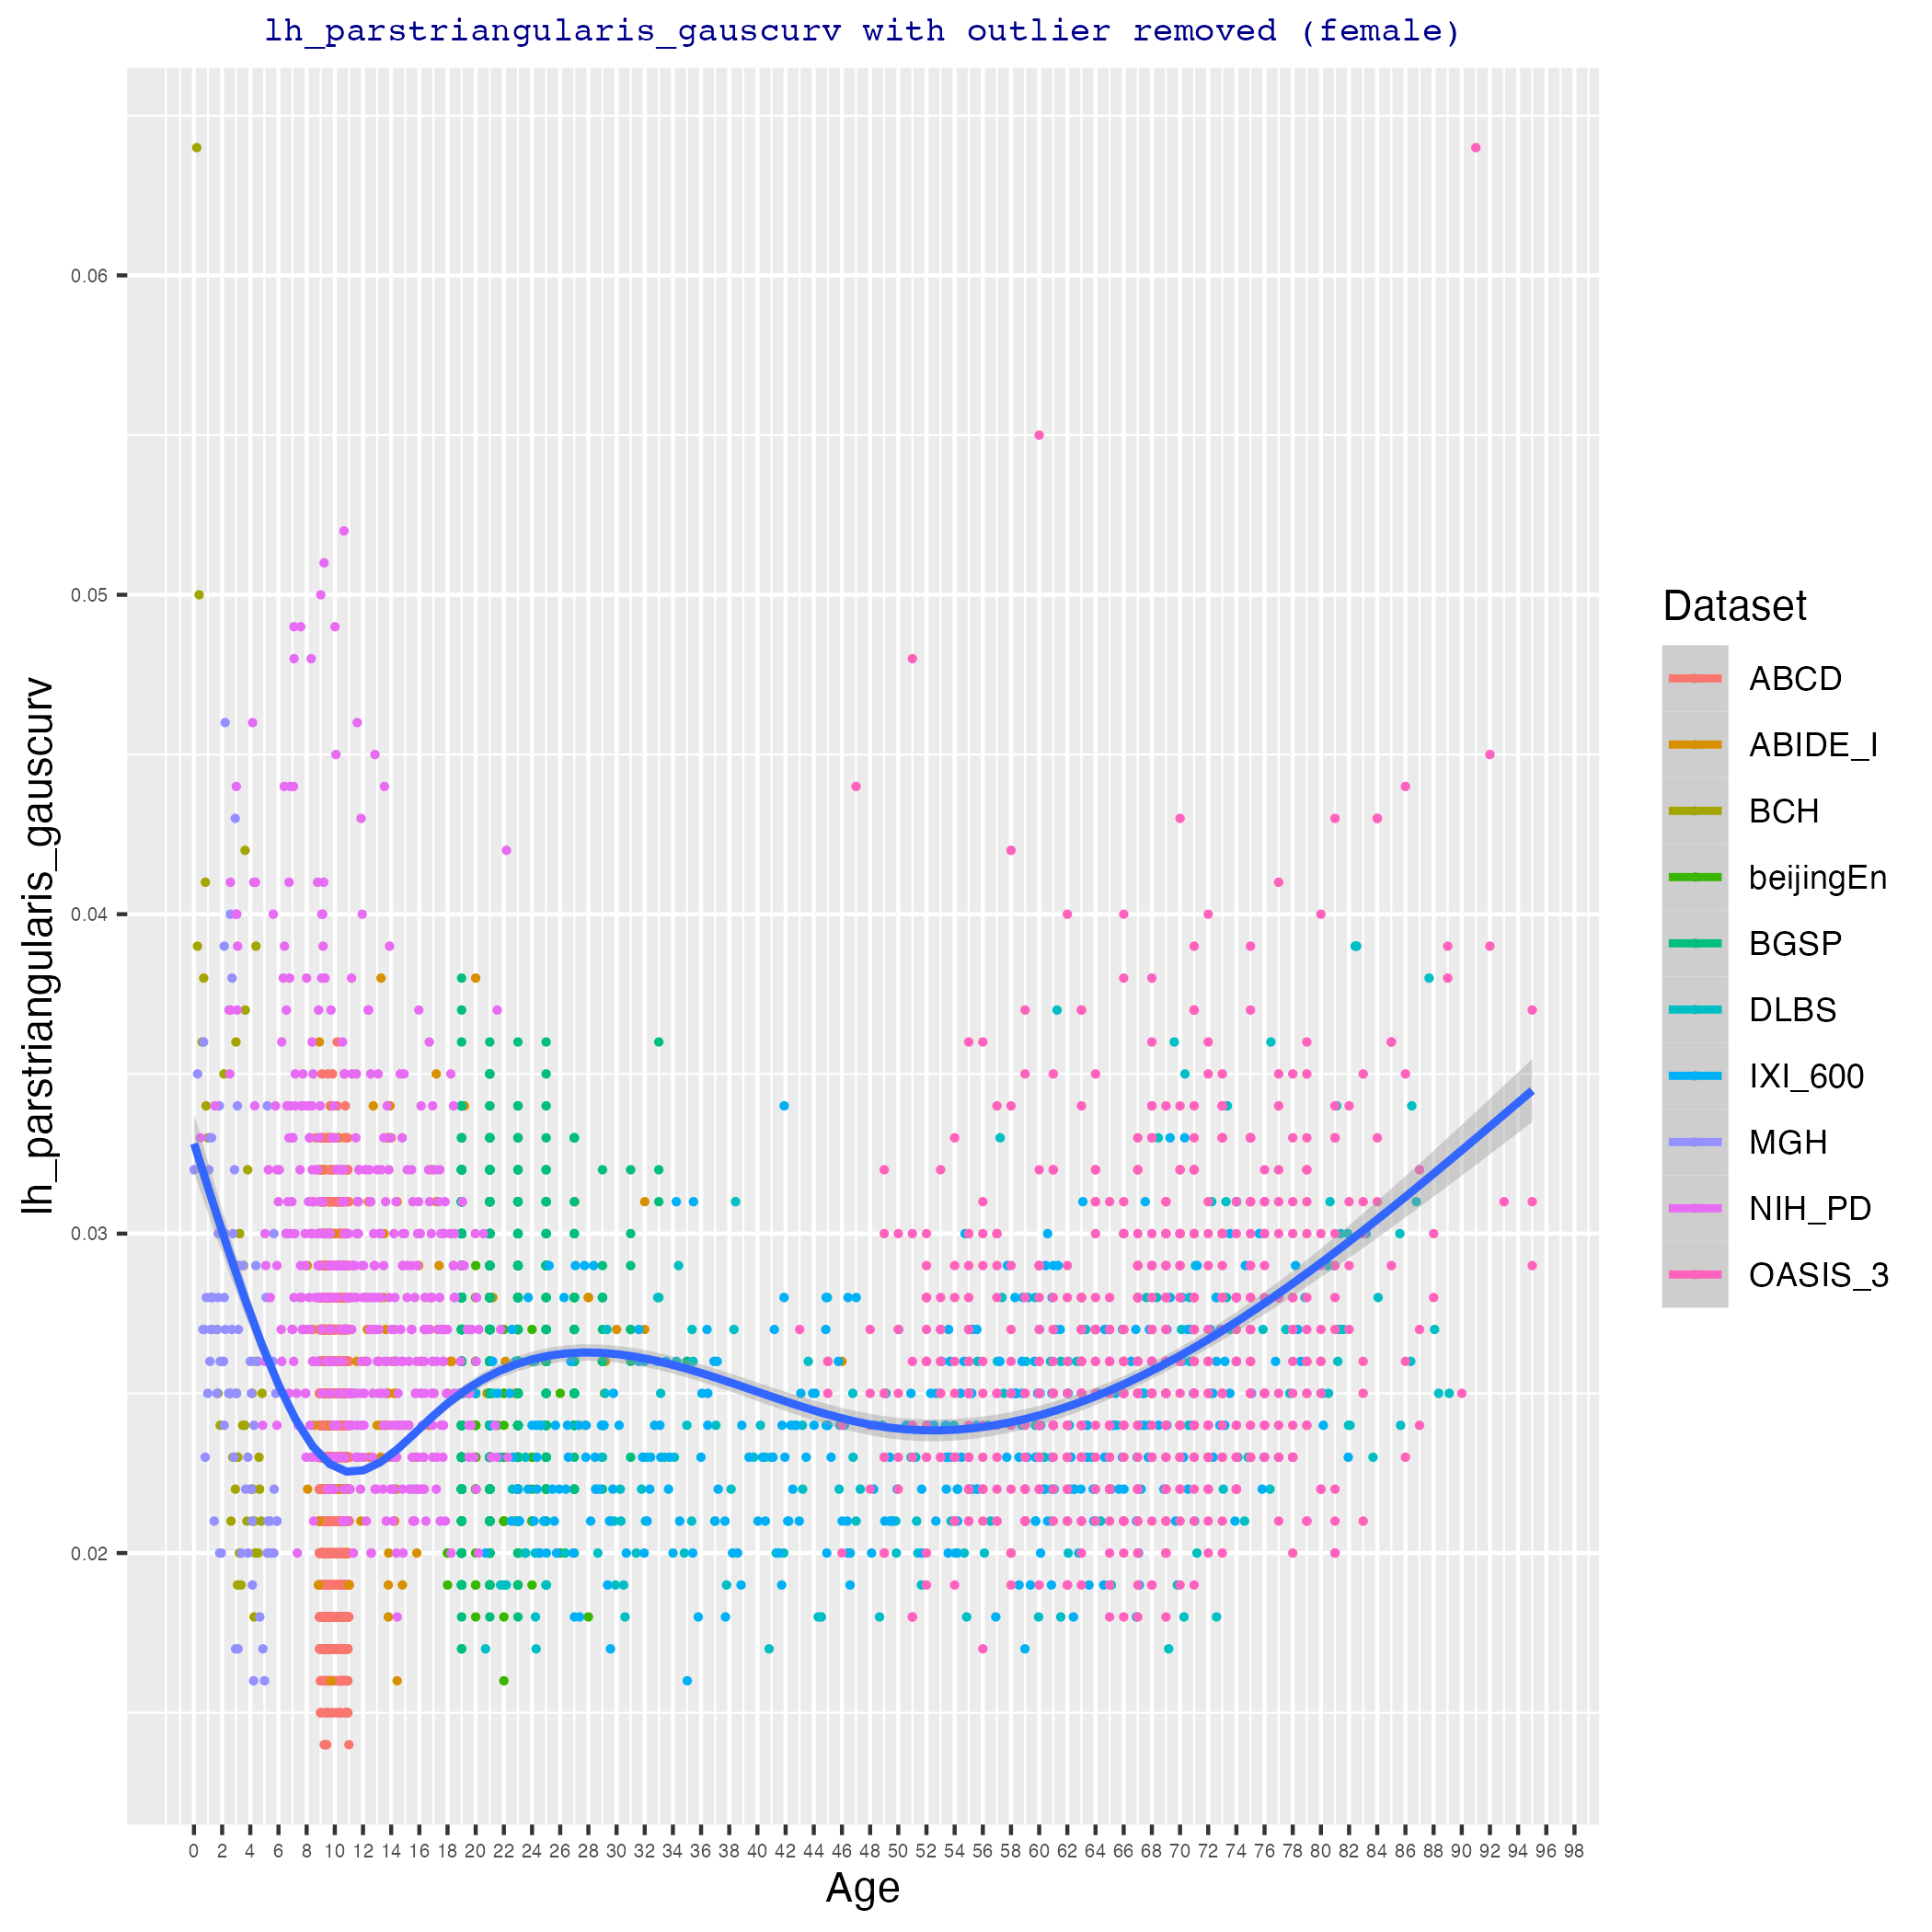 lh_parstriangularis_gauscurv with outlier removed (female)
lh_parstriangularis_gauscurv
0.06
0.05
0.04
0.03
0.02
0 2 4 6 8 10 12 14 16 18 20 22 24 26 28 30 32 34 36 38 40 42 44 46 48 50 52 54 56 58 60 62 64 66 68 70 72 74 76 78 80 82 84 86 88 90 92 94 96 98
Age
Dataset
ABCD
ABIDE_I
BCH
beijingEn
BGSP
DLBS
IXI_600
MGH
NIH_PD
OASIS_3